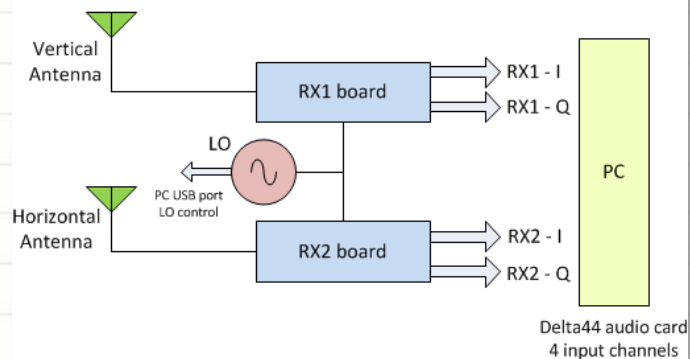 Vertical
Antenna
RX1 board
RX1 - I
RX1 - Q
LO
PC USB port
LO control
PC
Horizontal
Antenna
RX2 board
RX2 - I
RX2 - Q
Delta44 audio card
4 input channels